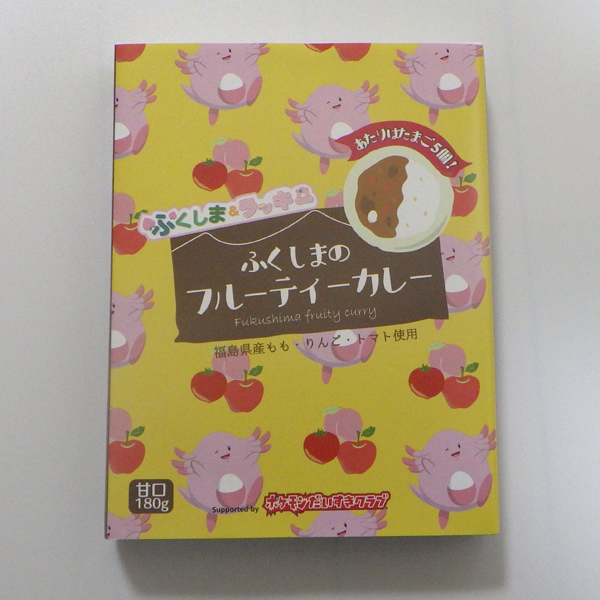 あたりはたまご5個!
ふくしま&ラッキー
ふくしまの
フルーティーカレー
Fukushima fruity curry
福島県産もも・りんご・トマト使用
甘口
180g
Supported by ポケモンだいすきクラブ